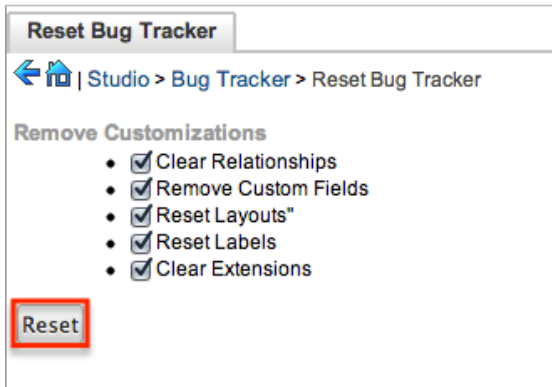 Reset Bug Tracker
| Studio > Bug Tracker > Reset Bug Tracker
Remove Customizations
Clear Relationships
Remove Custom Fields
Reset Layouts"
Reset Labels
Clear Extensions
Reset